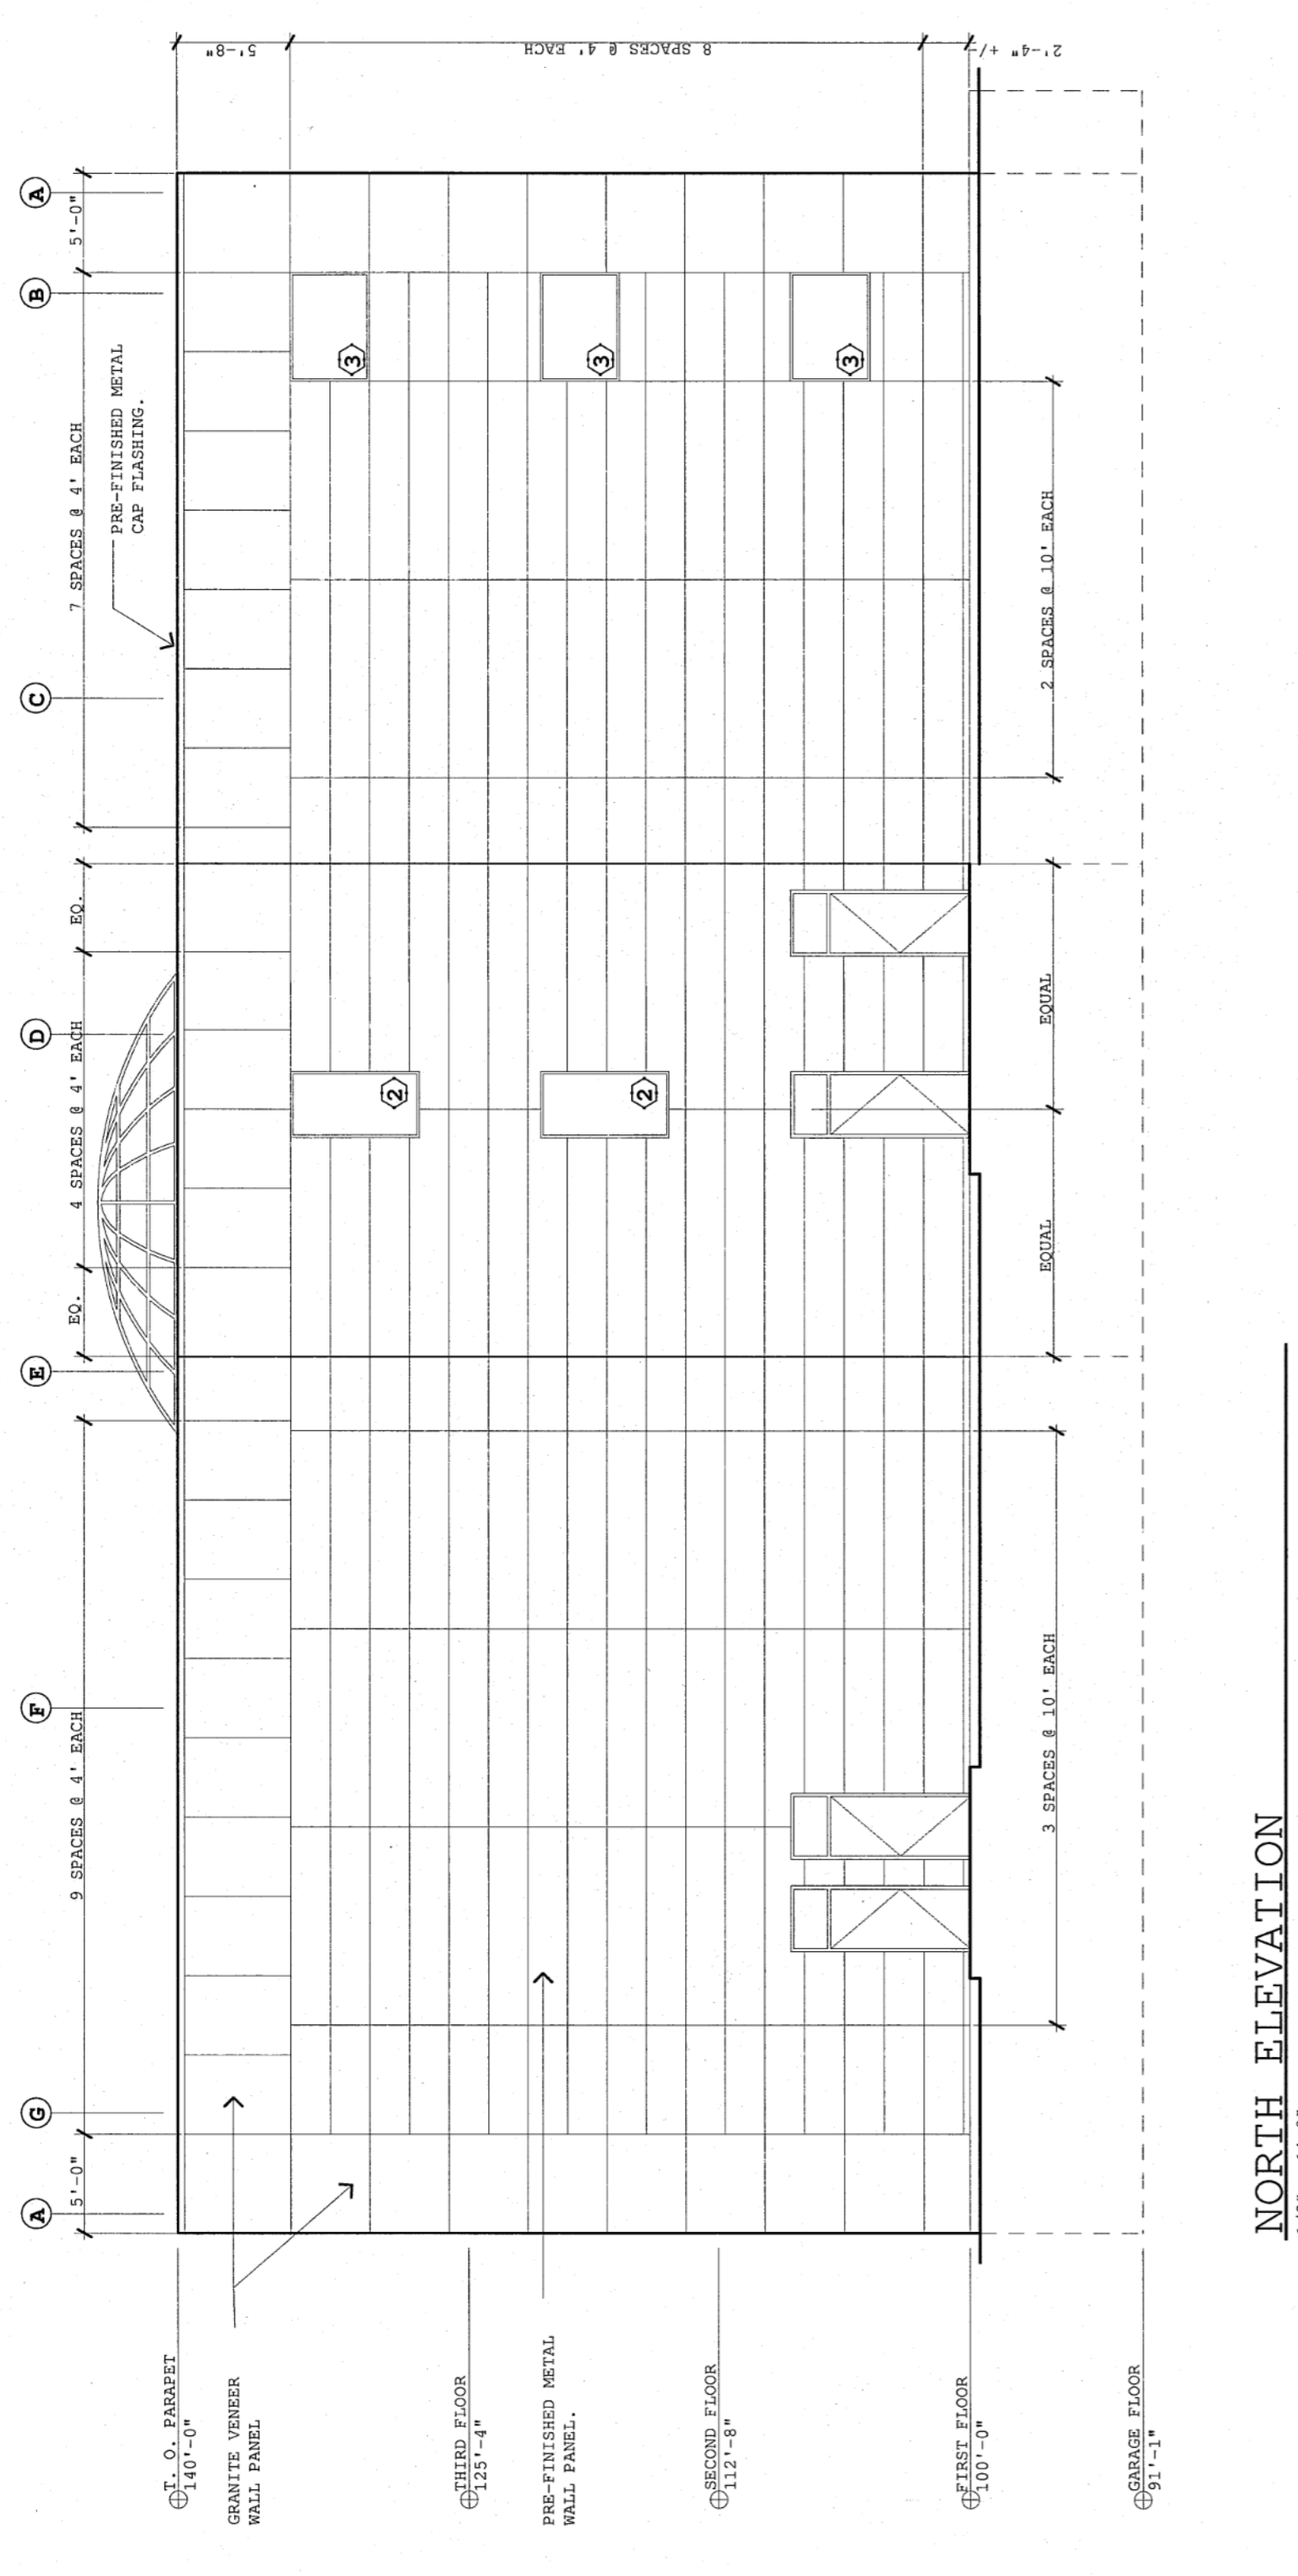 A
G
F
E
D
C
B
A
5'-0"
9 SPACES @ 4' EACH
EQ.
4 SPACES @ 4' EACH
EQ.
7 SPACES @ 4' EACH
5'-0"
PRE-FINISHED METAL
CAP FLASHING.
T. O. PARAPET
140'-0"
GRANITE VENEER
WALL PANEL
THIRD FLOOR
125'-4"
PRE-FINISHED METAL
WALL PANEL.
SECOND FLOOR
112'-8"
FIRST FLOOR
100'-0"
GARAGE FLOOR
91'-1"
2
3
2
3
3
5'-8"
8 SPACES @ 4' EACH
2'-4" +/-
3 SPACES @ 10' EACH
EQUAL
EQUAL
2 SPACES @ 10' EACH
NORTH ELEVATION